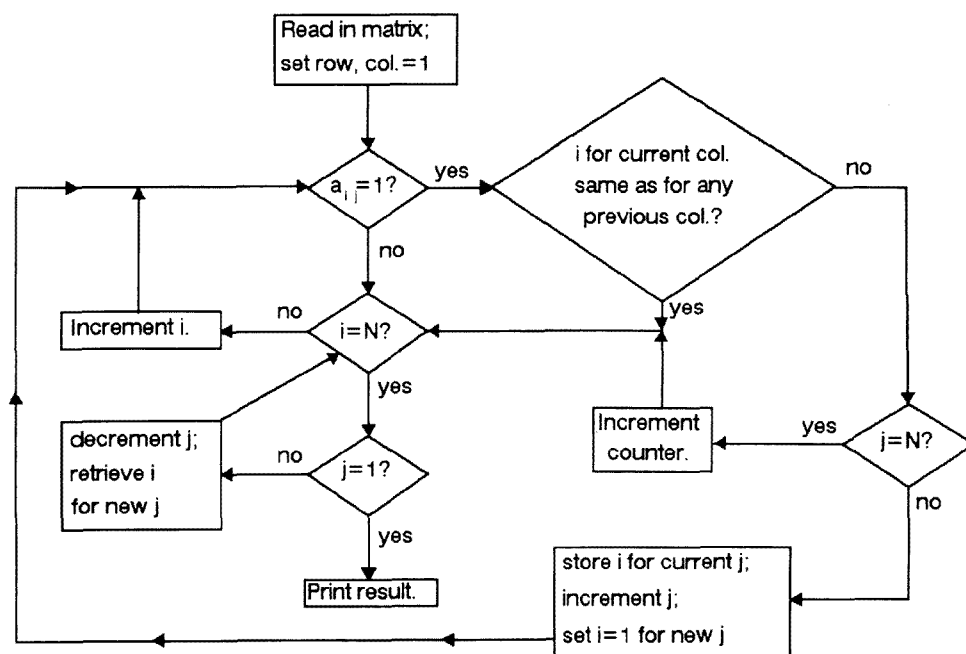 Read in matrix;
set row, col.=1
a i j =1?
yes
i for current col.
same as for any
previous col.?
no
no
yes
Increment i.
no
i=N?
yes
decrement j;
retrieve i
for new j
no
j=1?
Increment
counter.
yes
j=N?
no
yes
Print result.
store i for current j;
increment j;
set i=1 for new j